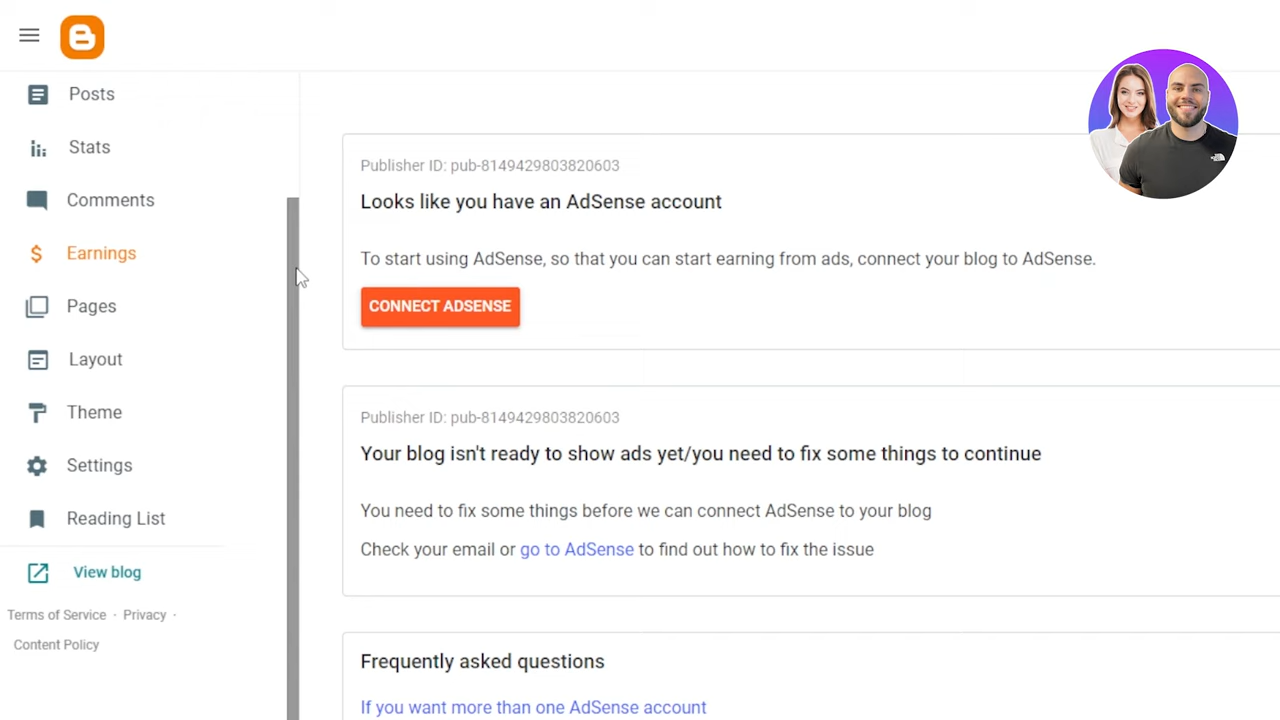 Posts
Stats
Comments
Earnings
Pages
Layout
Theme
Settings
Reading List
View blog
Terms of Service · Privacy ·
Content Policy
Publisher ID: pub-8149429803820603
Looks like you have an AdSense account
To start using AdSense, so that you can start earning from ads, connect your blog to AdSense.
CONNECT ADSENSE
Publisher ID: pub-8149429803820603
Your blog isn't ready to show ads yet/you need to fix some things to continue
You need to fix some things before we can connect AdSense to your blog
Check your email or go to AdSense to find out how to fix the issue
Frequently asked questions
If you want more than one AdSense account